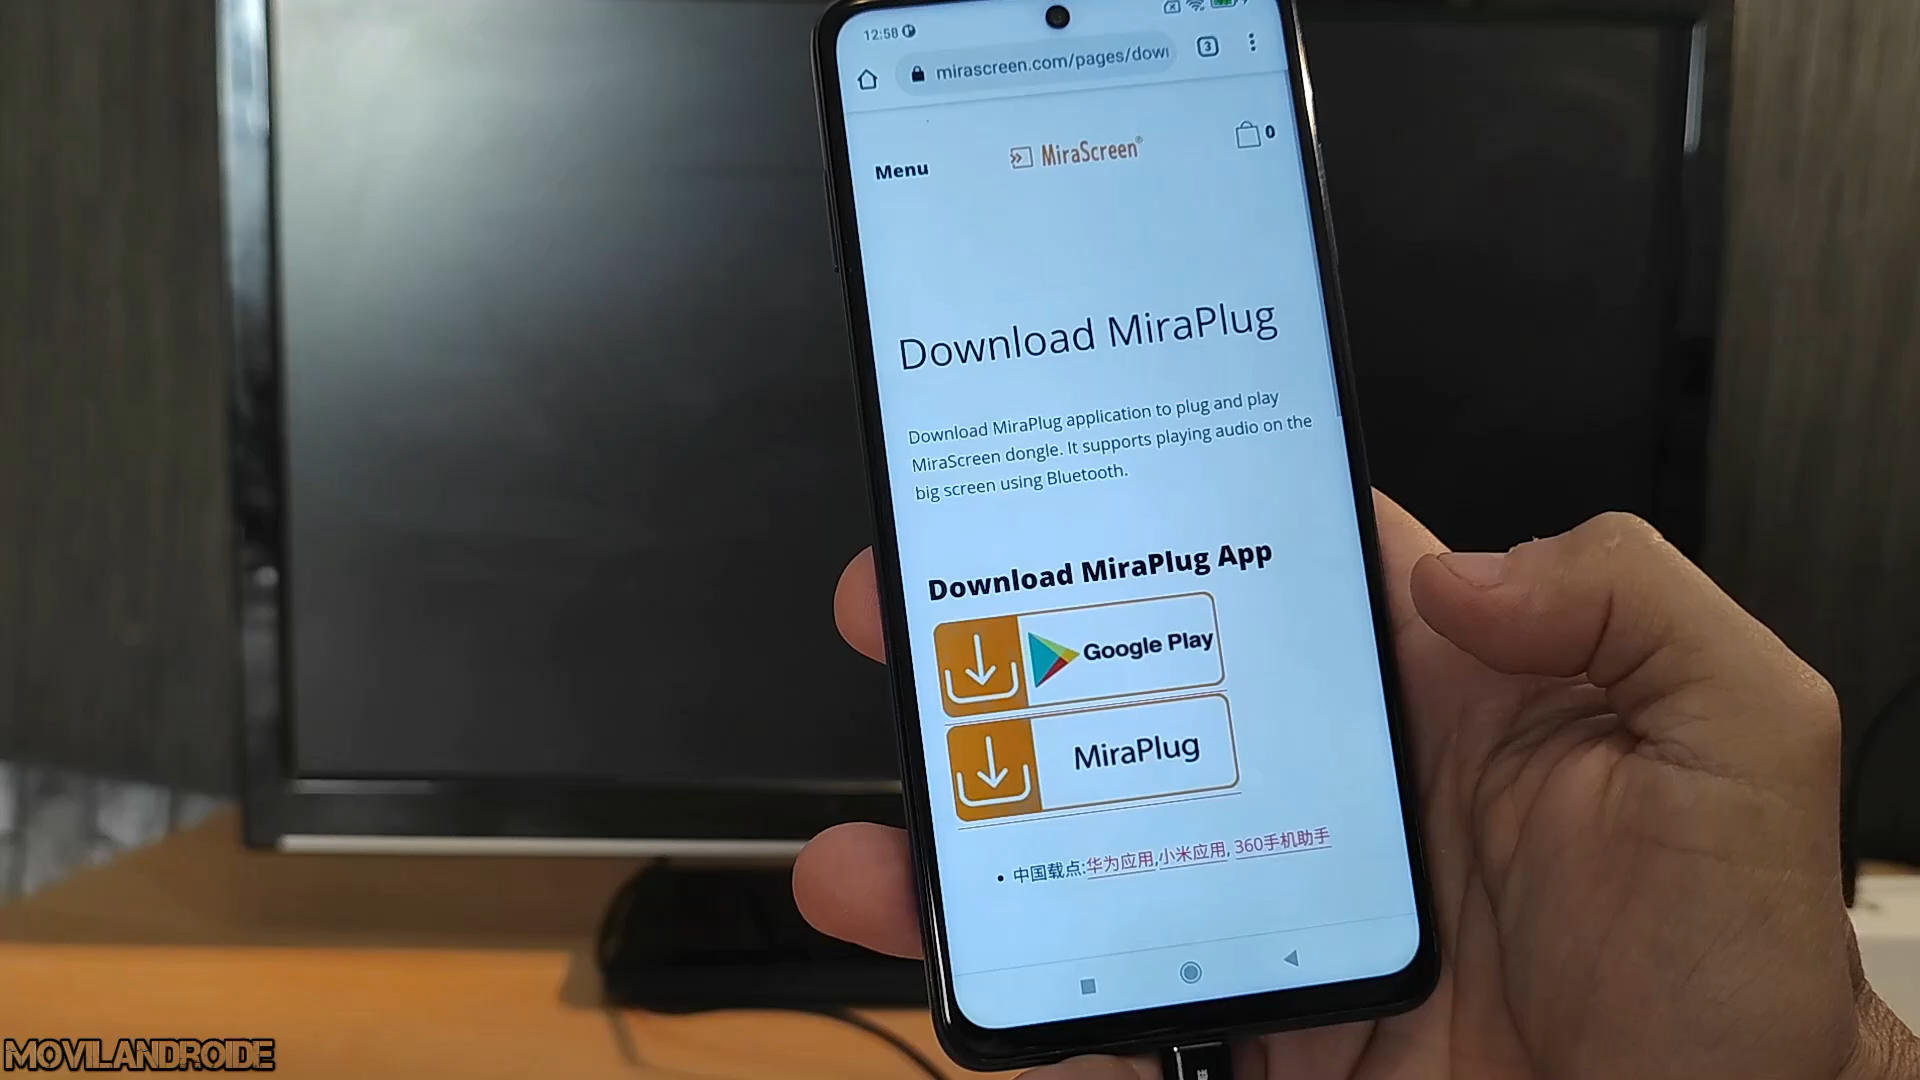 12:58
mirascreen.com/pages/dow
3
Menu
MiraScreen®
0
Download MiraPlug
Download MiraPlug application to plug and play
MiraScreen dongle. It supports playing audio on the
big screen using Bluetooth.
Download MiraPlug App
Google Play
MiraPlug
中国载点:华为应用,小米应用, 360手机助手
MOVILANDROIDE